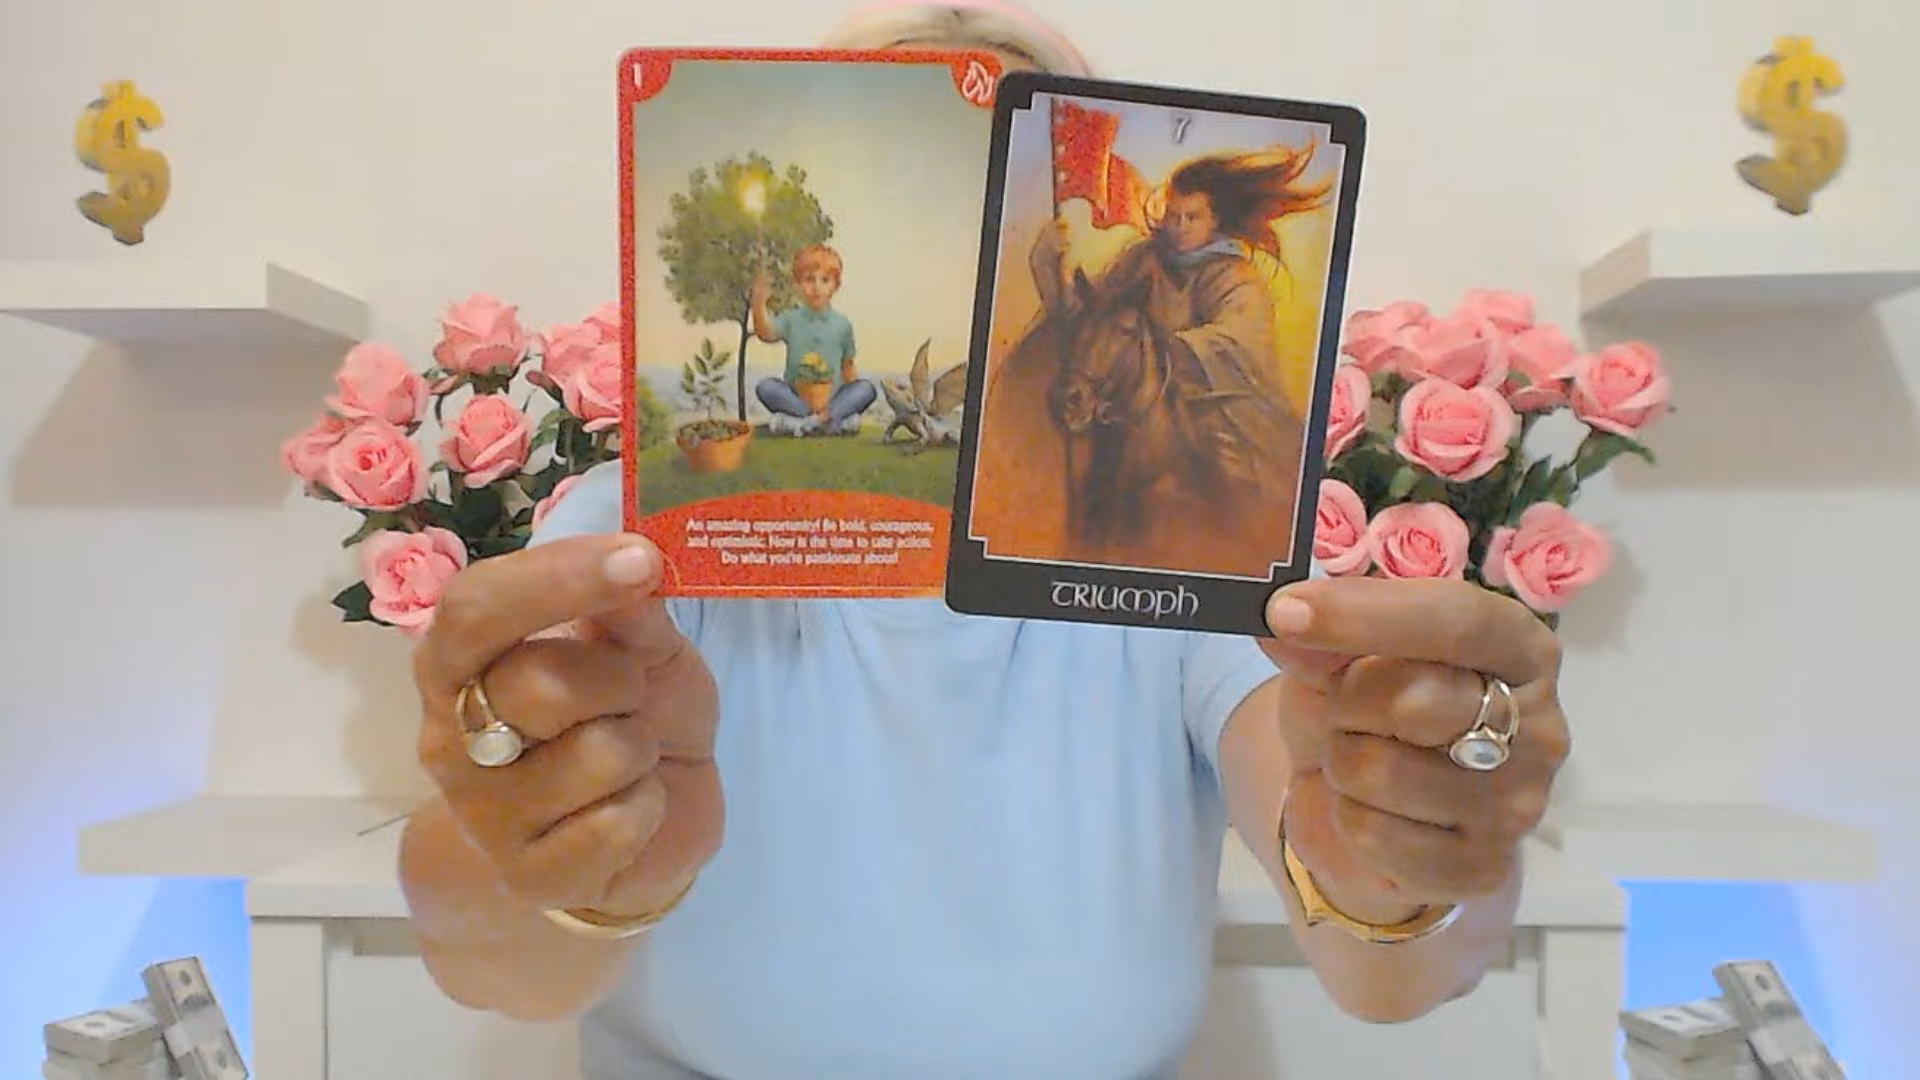 1
An amazing opportunity! Be bold, courageous,
and optimistic. Now is the time to take action.
Do what you're passionate about!
7
TRIUMPH